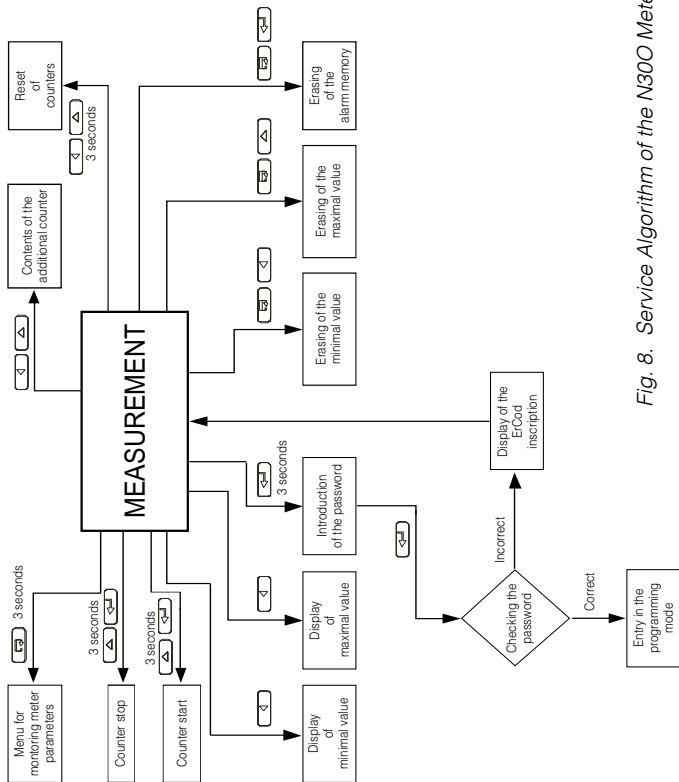 Menu for
montoring meter
parameters
3 seconds
Counter stop
3 seconds
Counter start
3 seconds
Contents of the
additional counter
Reset
of
counters
3 seconds
MEASUREMENT
Display
of
minimal value
Display
of
maximal value
Introduction
of the password
3 seconds
Erasing of the
minimal value
Erasing of the
maximal value
Erasing
of the
alarm memory
Checking the
password
Incorrect
Display of the
ErCod
inscription
Correct
Entry in the
programming
mode
Fig. 8. Service Algorithm of the N30O Mete